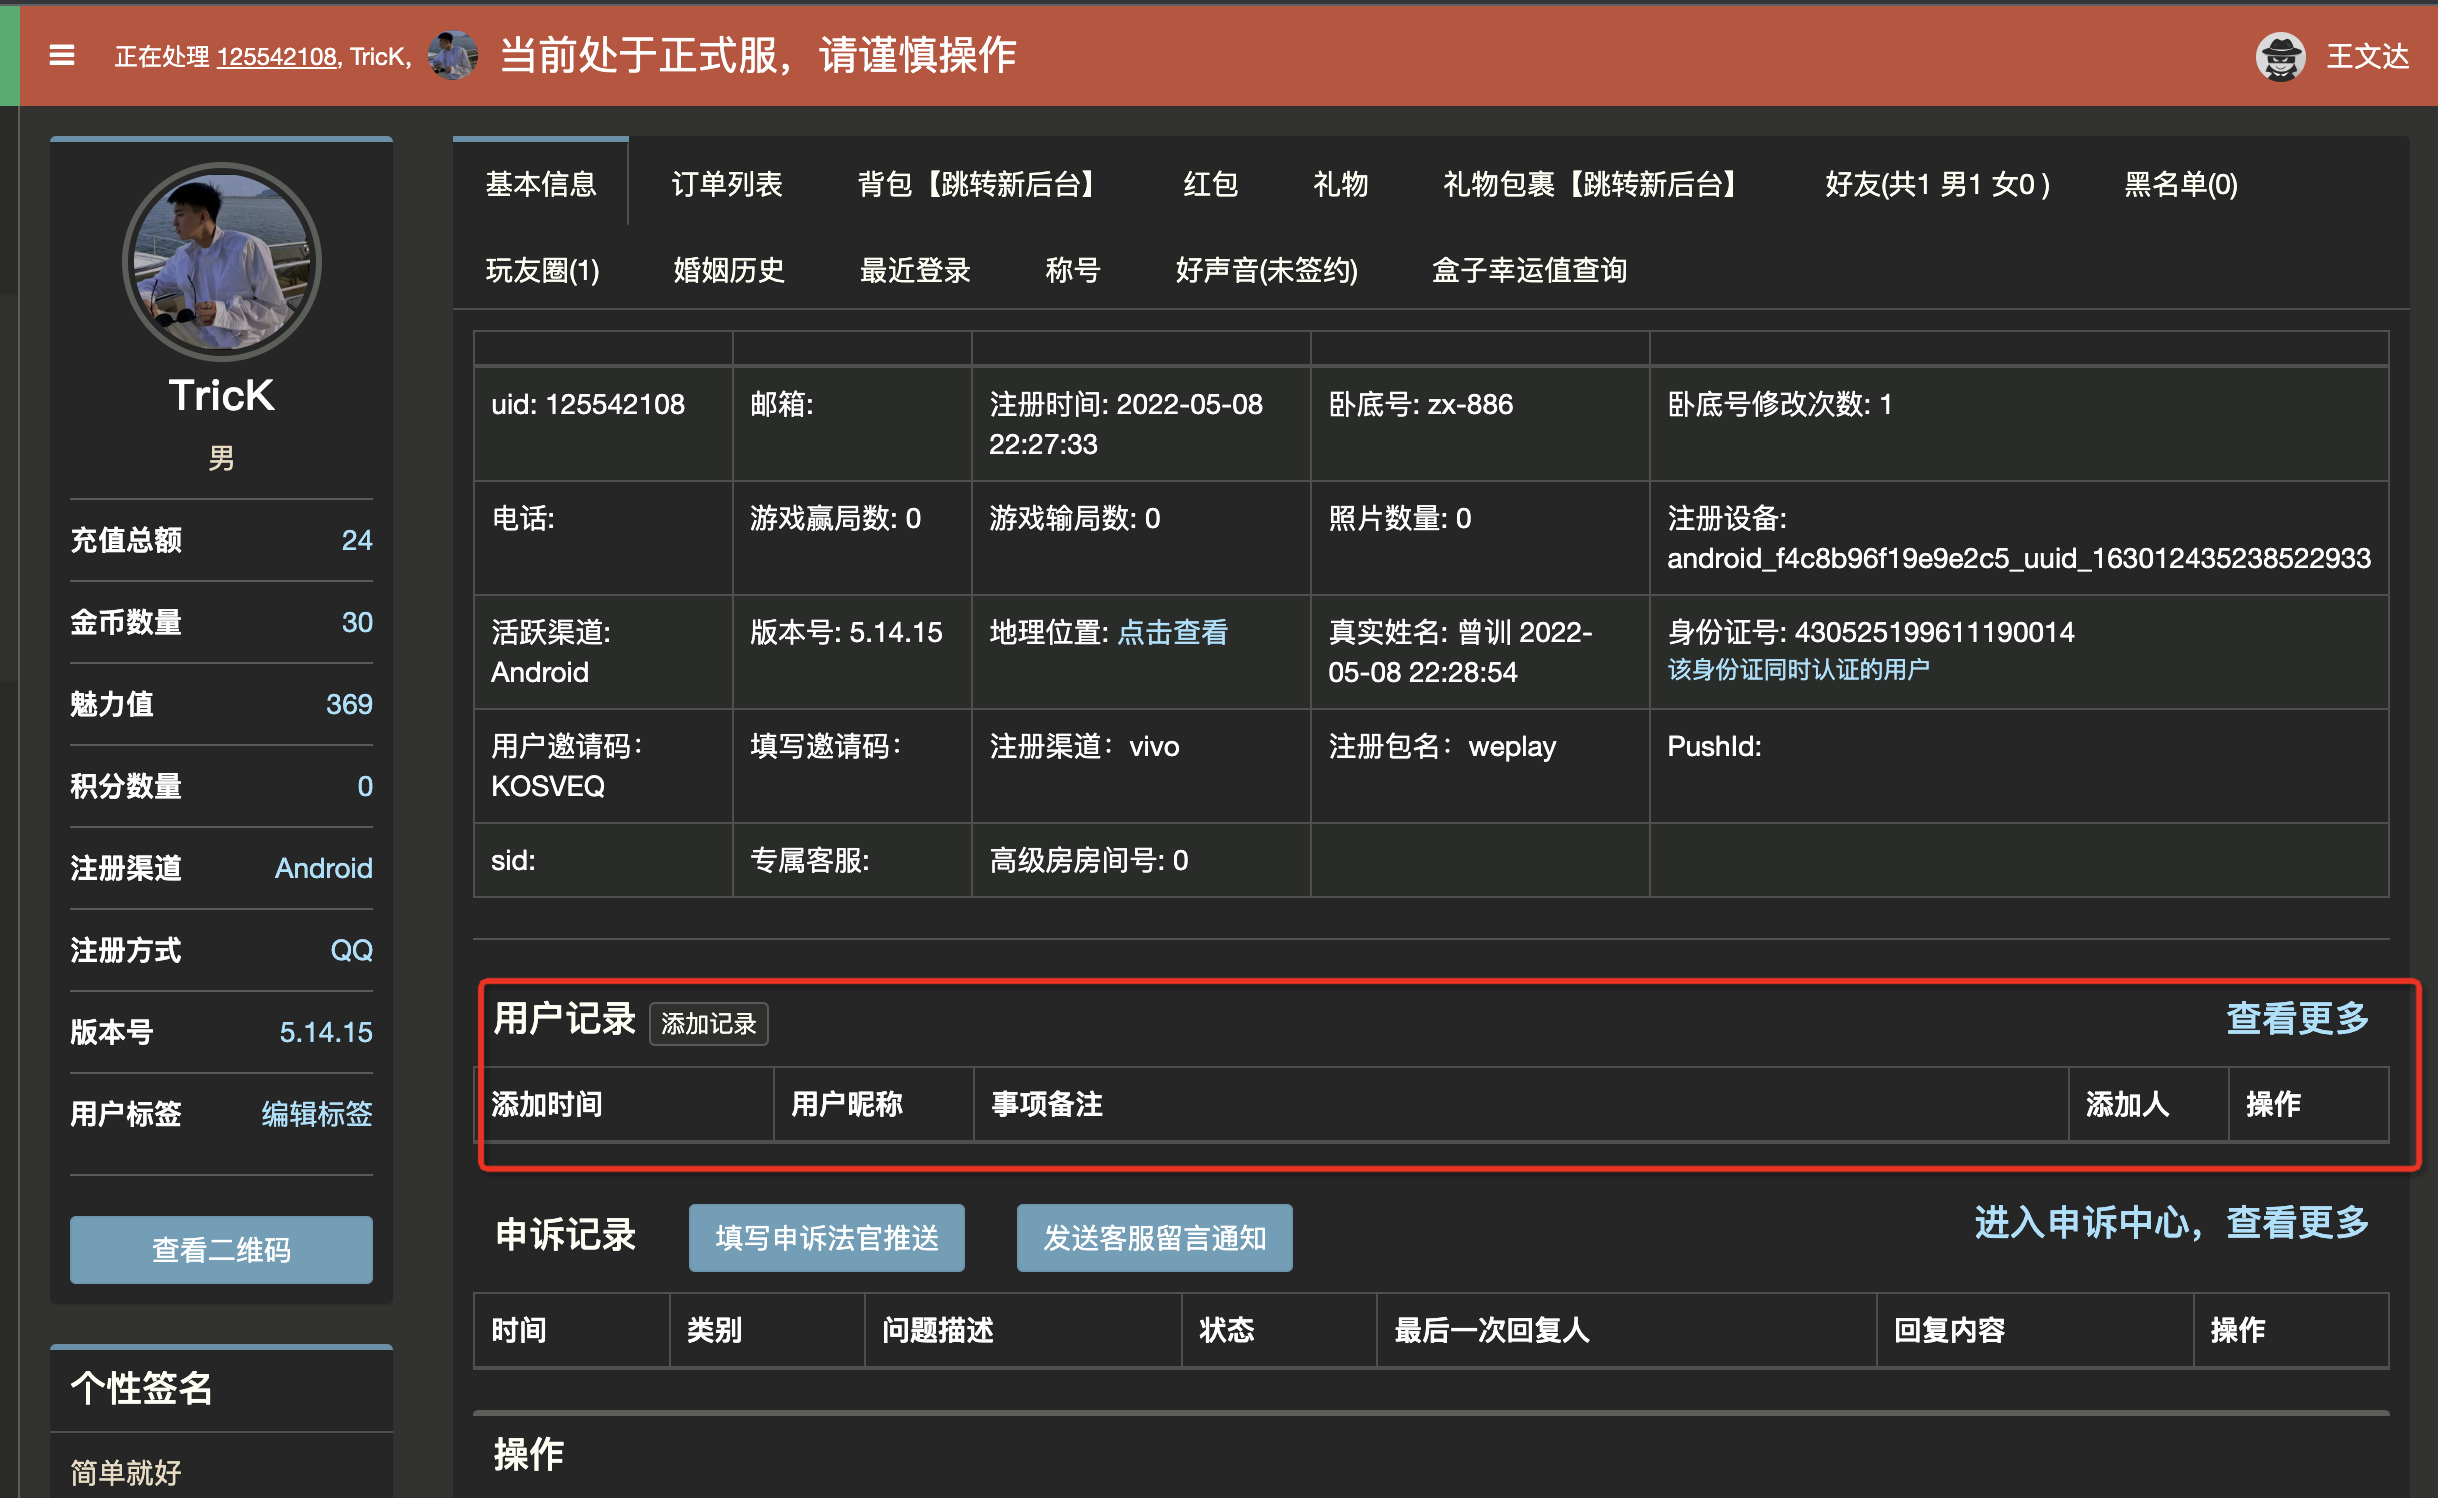 正在处理 125542108, TricK, 当前处于正式服，请谨慎操作
王文达
TricK
男
充值总额 24
金币数量 30
魅力值 369
积分数量 0
注册渠道 Android
注册方式 QQ
版本号 5.14.15
用户标签 编辑标签
查看二维码
个性签名
简单就好
基本信息 订单列表 背包【跳转新后台】 红包 礼物 礼物包裹【跳转新后台】 好友(共1 男1 女0 ) 黑名单(0)
玩友圈(1) 婚姻历史 最近登录 称号 好声音(未签约) 盒子幸运值查询
uid: 125542108
邮箱:
注册时间: 2022-05-08
22:27:33
卧底号: zx-886
卧底号修改次数: 1
电话:
游戏赢局数: 0
游戏输局数: 0
照片数量: 0
注册设备:
android_f4c8b96f19e9e2c5_uuid_1630124435238522933
活跃渠道:
Android
版本号: 5.14.15
地理位置: 点击查看
真实姓名: 曾训 2022-
05-08 22:28:54
身份证号: 430525199611190014
该身份证同时认证的用户
用户邀请码：
KOSVEQ
填写邀请码：
注册渠道：vivo
注册包名：weplay
PushId:
sid:
专属客服:
高级房房间号: 0
用户记录 添加记录 查看更多
添加时间 用户昵称 事项备注 添加人 操作
申诉记录 填写申诉法官推送 发送客服留言通知 进入申诉中心，查看更多
时间 类别 问题描述 状态 最后一次回复人 回复内容 操作
操作